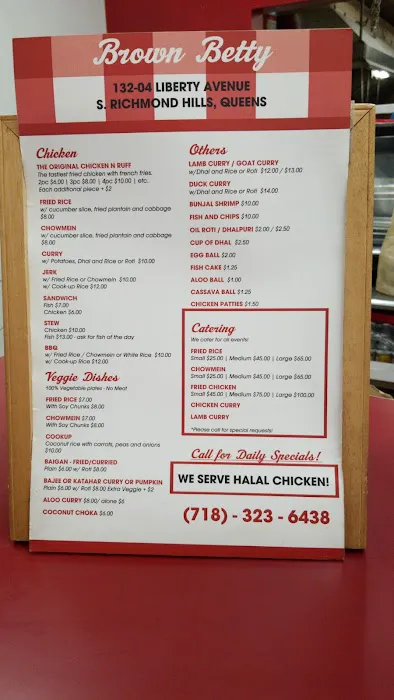 Brown Betty
132-04 LIBERTY AVENUE
S. RICHMOND HILLS, QUEENS
Chicken
THE ORIGINAL CHICKEN N RUFF
The tastiest fried chicken with french fries.
2pc $6.00 | 3pc $8.00 | 4pc $10.00 | etc.
Each additional piece + $2
FRIED RICE
w/ cucumber slice, fried plantain and cabbage
$8.00
CHOWMEIN
w/ cucumber slice, fried plantain and cabbage
$8.00
CURRY
w/ Potatoes, Dhal and Rice or Roti $10.00
JERK
w/ Fried Rice or Chowmein $10.00
w/ Cook-up Rice $12.00
SANDWICH
Fish $7.00
Chicken $6.00
STEW
Chicken $10.00
Fish $13.00 - ask for fish of the day
BBQ
w/ Fried Rice / Chowmein or White Rice $10.00
w/ Cook-up Rice $12.00
Veggie Dishes
100% Vegetable plates - No Meat
FRIED RICE $7.00
With Soy Chunks $8.00
CHOWMEIN $7.00
With Soy Chunks $8.00
COOKUP
Coconut rice with carrots, peas and onions
$10.00
BAIGAN - FRIED/CURRIED
Plain $6.00 w/ Roti $8.00
BAJEE OR KATAHAR CURRY OR PUMPKIN
Plain $6.00 w/ Roti $8.00 Extra Veggie + $2
ALOO CURRY $8.00/ alone $6
COCONUT CHOKA $6.00
Others
LAMB CURRY / GOAT CURRY
w/Dhal and Rice or Roti $12.00 / $13.00
DUCK CURRY
w/Dhal and Rice or Roti $14.00
BUNJAL SHRIMP $10.00
FISH AND CHIPS $10.00
OIL ROTI / DHALPURI $2.00 / $2.50
CUP OF DHAL $2.50
EGG BALL $2.00
FISH CAKE $1.25
ALOO BALL $1.00
CASSAVA BALL $1.25
CHICKEN PATTIES $1.50
Catering
We cater for all events!
FRIED RICE
Small $25.00 | Medium $45.00 | Large $65.00
CHOWMEIN
Small $25.00 | Medium $45.00 | Large $65.00
FRIED CHICKEN
Small $45.00 | Medium $75.00 | Large $100.00
CHICKEN CURRY
LAMB CURRY
*Please call for special requests!
Call for Daily Specials!
WE SERVE HALAL CHICKEN!
(718) - 323 - 6438